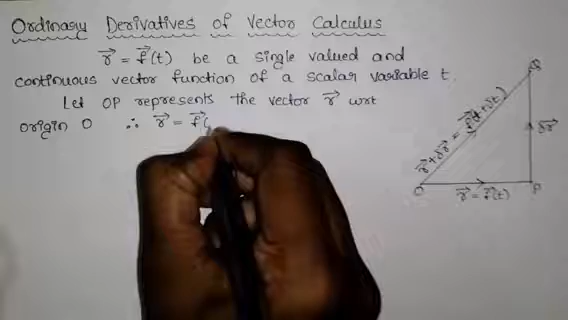 Ordinary Derivatives of Vector Calculus
r⃗ = f⃗(t) be a single valued and
continuous vector function of a scalar variable t.
Let OP represents the vector r⃗ wrt
origin O ∴ r⃗ = f⃗(
Q
r⃗+δr⃗ = f⃗(t+δt)
δr⃗
O
P
r⃗ = f⃗(t)